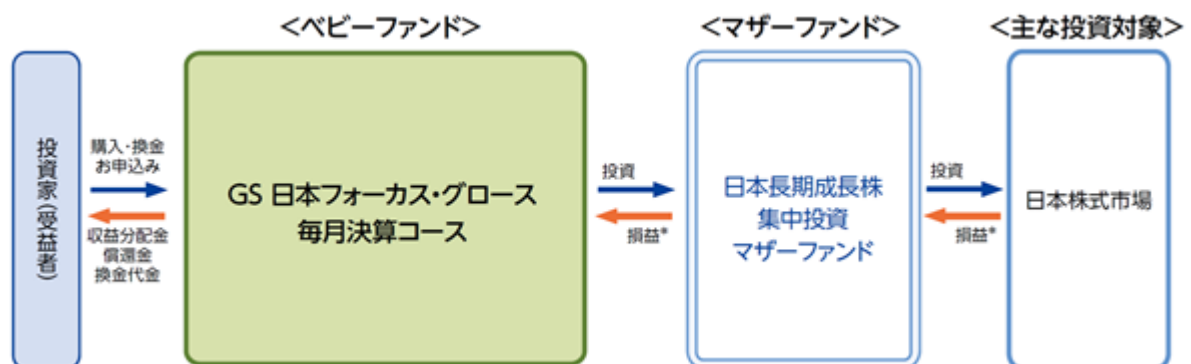 <ベビーファンド>
<マザーファンド>
<主な投資対象>
投資家(受益者)
購入・換金
お申込み
収益分配金
償還金
換金代金
GS 日本フォーカス・グロース
毎月決算コース
投資
損益*
日本長期成長株
集中投資
マザーファンド
投資
損益*
日本株式市場